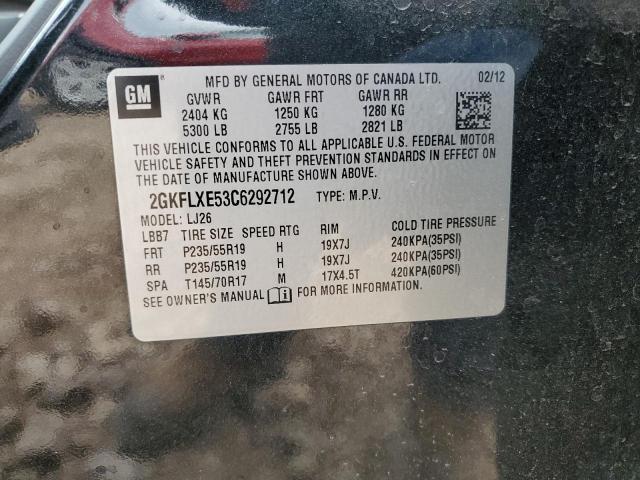 GM
MFD BY GENERAL MOTORS OF CANADA LTD. 02/12
GVWR GAWR FRT GAWR RR
2404 KG 1250 KG 1280 KG
5300 LB 2755 LB 2821 LB
THIS VEHICLE CONFORMS TO ALL APPLICABLE U.S. FEDERAL MOTOR
VEHICLE SAFETY AND THEFT PREVENTION STANDARDS IN EFFECT ON THE
DATE OF MANUFACTURE SHOWN ABOVE.
2GKFLXE53C6292712 TYPE: M.P.V.
MODEL: LJ26
LBB7 TIRE SIZE SPEED RTG RIM COLD TIRE PRESSURE
FRT P235/55R19 H 19X7J 240KPA(35PSI)
RR P235/55R19 H 19X7J 240KPA(35PSI)
SPA T145/70R17 M 17X4.5T 420KPA(60PSI)
SEE OWNER'S MANUAL FOR MORE INFORMATION.